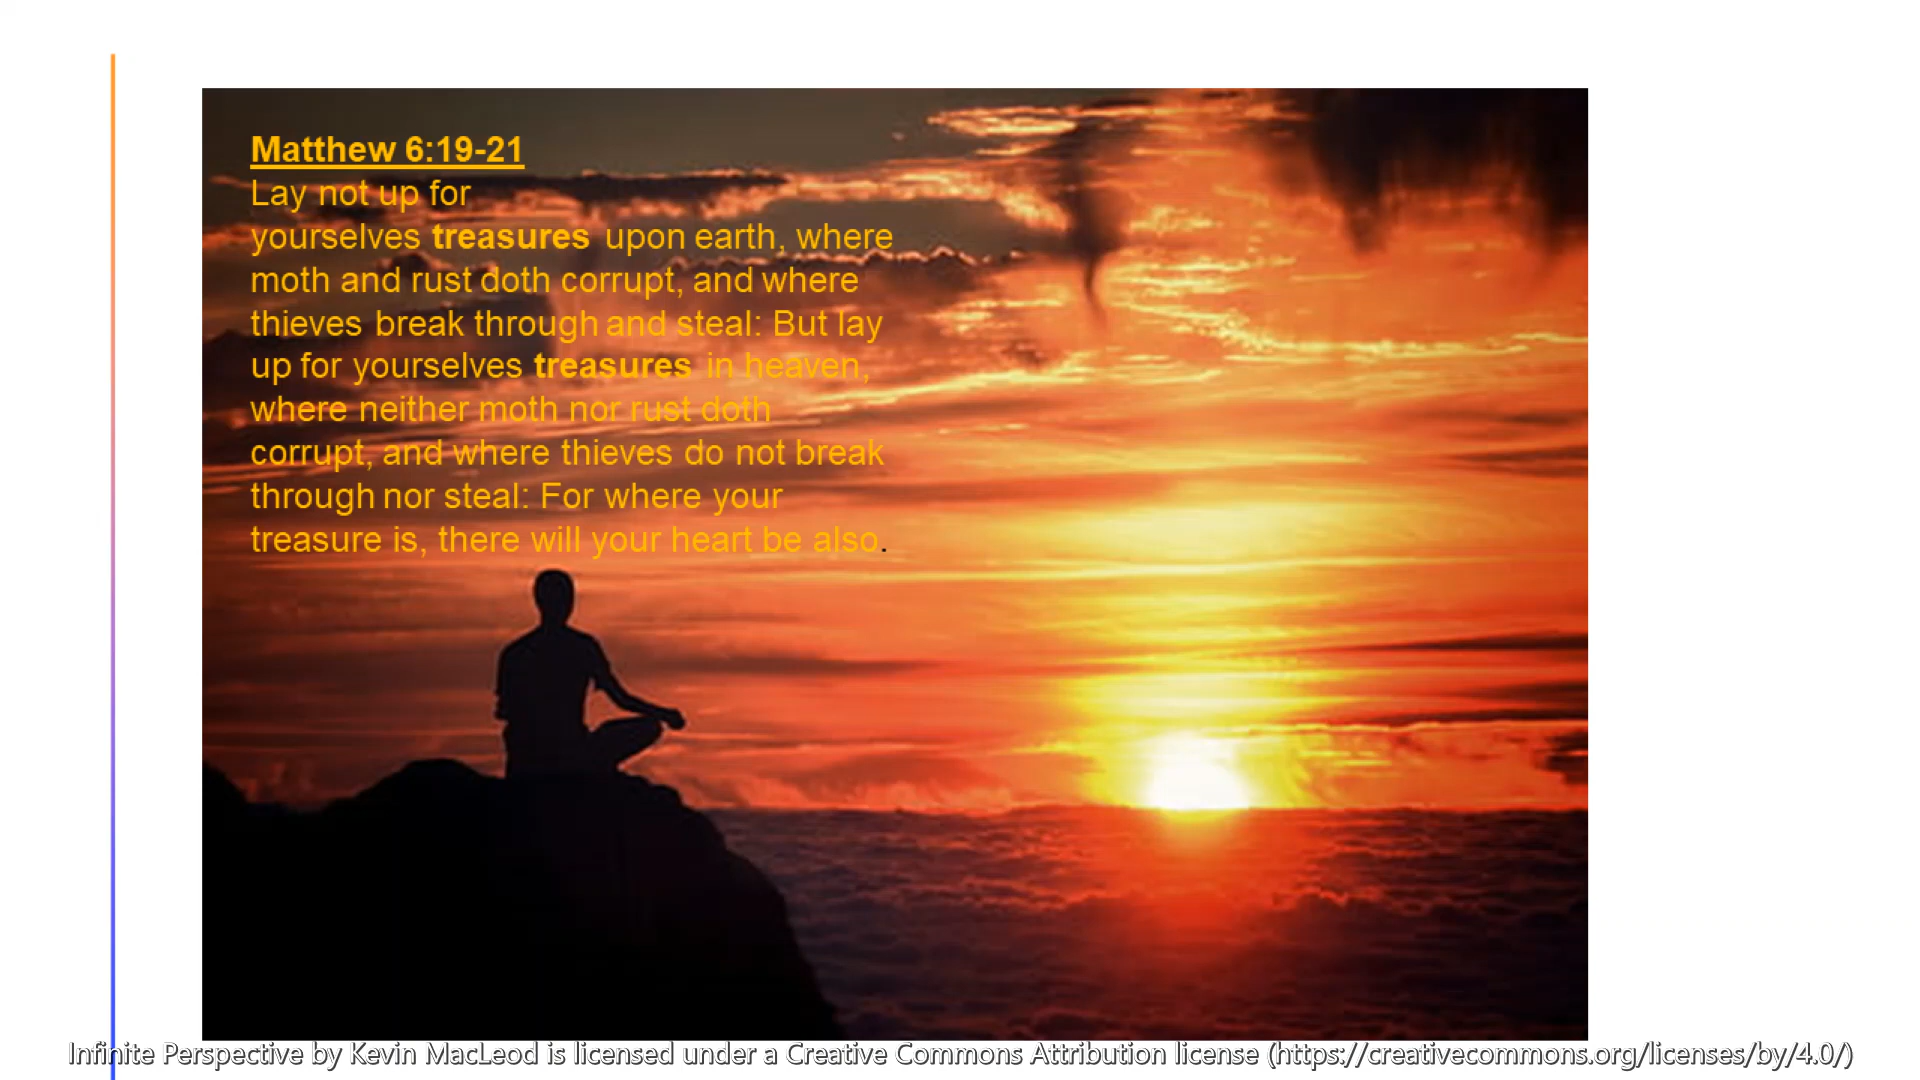 Matthew 6:19-21
Lay not up for
yourselves treasures upon earth, where
moth and rust doth corrupt, and where
thieves break through and steal: But lay
up for yourselves treasures in heaven,
where neither moth nor rust doth
corrupt, and where thieves do not break
through nor steal: For where your
treasure is, there will your heart be also.
Infinite Perspective by Kevin MacLeod is licensed under a Creative Commons Attribution license (https://creativecommons.org/licenses/by/4.0/)